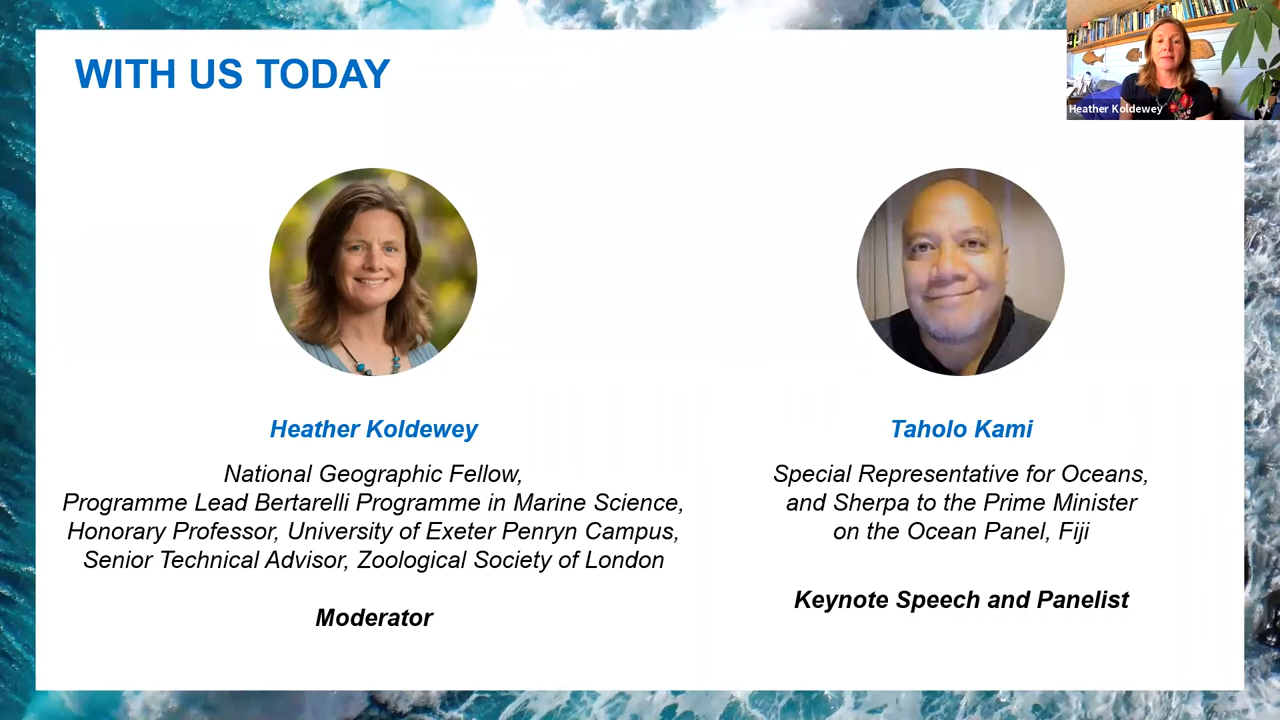 WITH US TODAY
Heather Koldewey
Heather Koldewey
National Geographic Fellow,
Programme Lead Bertarelli Programme in Marine Science,
Honorary Professor, University of Exeter Penryn Campus,
Senior Technical Advisor, Zoological Society of London
Moderator
Taholo Kami
Special Representative for Oceans,
and Sherpa to the Prime Minister
on the Ocean Panel, Fiji
Keynote Speech and Panelist